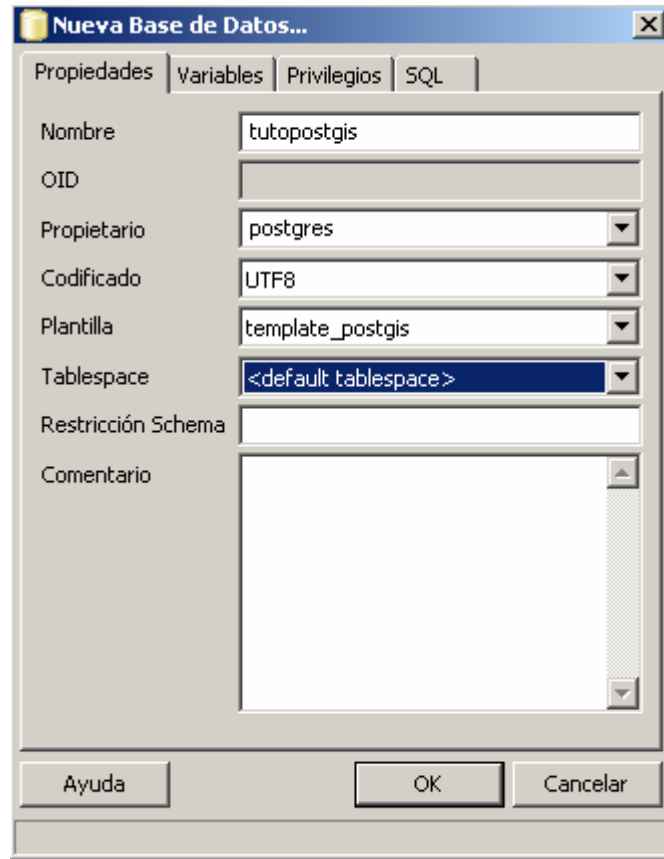 Nueva Base de Datos...
Propiedades Variables Privilegios SQL
Nombre tutopostgis
OID
Propietario postgres
Codificado UTF8
Plantilla template_postgis
Tablespace <default tablespace>
Restricción Schema
Comentario
Ayuda OK Cancelar